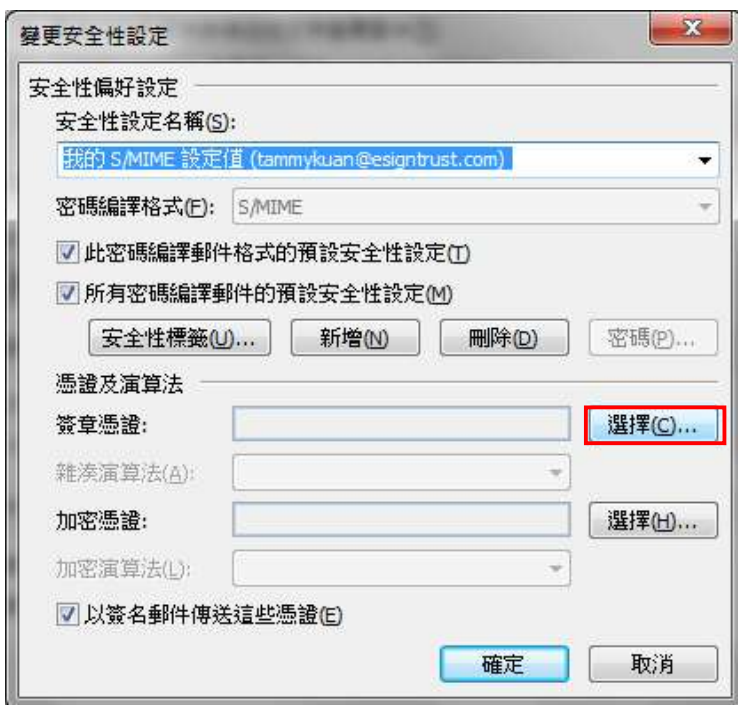 變更安全性設定
安全性偏好設定
安全性設定名稱(S):
我的 S/MIME 設定值 (tammykuan@esigntrust.com)
密碼編譯格式(F): S/MIME
此密碼編譯郵件格式的預設安全性設定(T)
所有密碼編譯郵件的預設安全性設定(M)
安全性標籤(U)... 新增(N) 刪除(D) 密碼(P)...
憑證及演算法
簽章憑證: 選擇(C)...
雜湊演算法(A):
加密憑證: 選擇(H)...
加密演算法(L):
以簽名郵件傳送這些憑證(E)
確定 取消